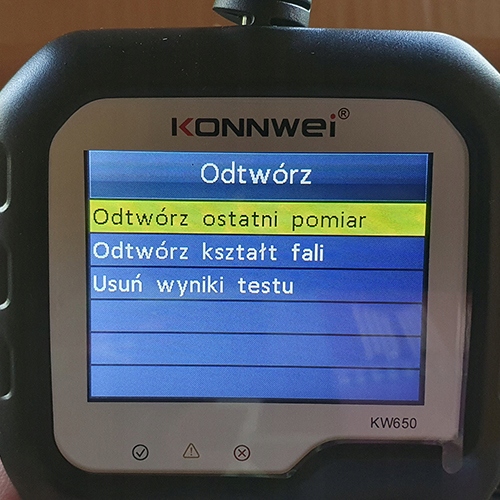 KONNWEI®
Odtwórz
Odtwórz ostatni pomiar
Odtwórz kształt fali
Usuń wyniki testu
KW650